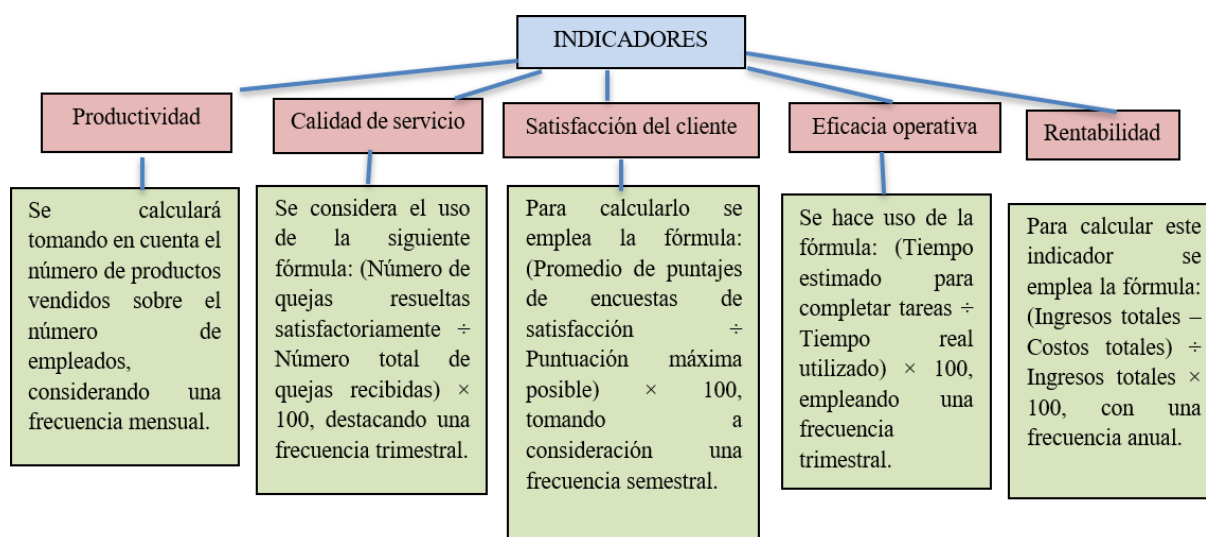 INDICADORES
Productividad
Calidad de servicio
Satisfacción del cliente
Eficacia operativa
Rentabilidad
Se calculará
tomando en cuenta el
número de productos
vendidos sobre el
número de
empleados,
considerando una
frecuencia mensual.
Se considera el uso
de la siguiente
fórmula: (Número de
quejas resueltas
satisfactoriamente ÷
Número total de
quejas recibidas) ×
100, destacando una
frecuencia trimestral.
Para calcularlo se
emplea la fórmula:
(Promedio de puntajes
de encuestas de
satisfacción ÷
Puntuación máxima
posible) × 100,
tomando a
consideración una
frecuencia semestral.
Se hace uso de la
fórmula: (Tiempo
estimado para
completar tareas ÷
Tiempo real
utilizado) × 100,
empleando una
frecuencia
trimestral.
Para calcular este
indicador se
emplea la fórmula:
(Ingresos totales –
Costos totales) ÷
Ingresos totales ×
100, con una
frecuencia anual.